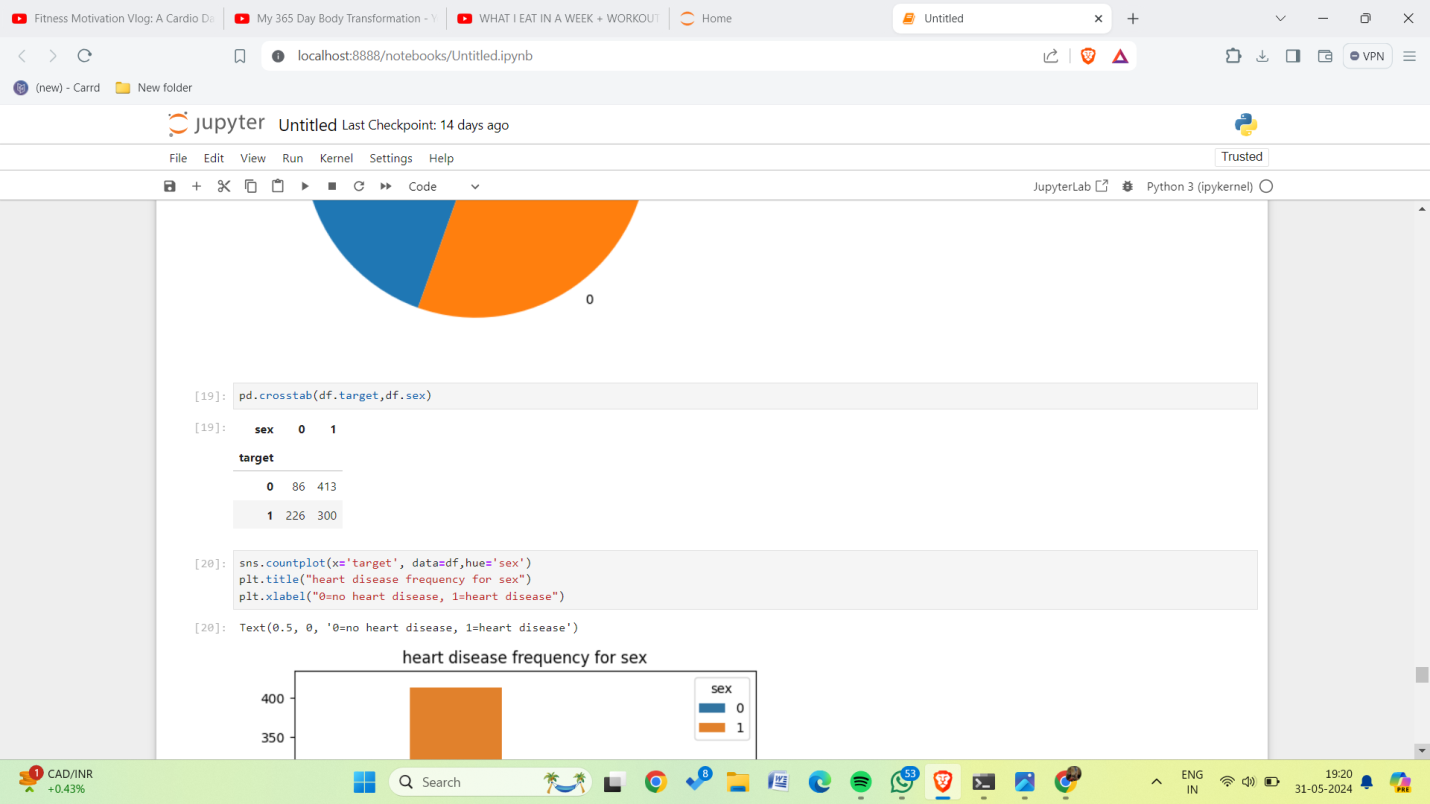 Fitness Motivation Vlog: A Cardio Da
My 365 Day Body Transformation - Y
WHAT I EAT IN A WEEK + WORKOUT
Home
Untitled
localhost:8888/notebooks/Untitled.ipynb
VPN
(new) - Carrd
New folder
jupyter Untitled Last Checkpoint: 14 days ago
File Edit View Run Kernel Settings Help
Trusted
Code
JupyterLab
Python 3 (ipykernel)
0
[19]: pd.crosstab(df.target,df.sex)
[19]: sex 0 1
target
0 86 413
1 226 300
[20]: sns.countplot(x='target', data=df,hue='sex')
plt.title("heart disease frequency for sex")
plt.xlabel("0=no heart disease, 1=heart disease")
[20]: Text(0.5, 0, '0=no heart disease, 1=heart disease')
heart disease frequency for sex
sex
0
1
400
350
1
CAD/INR
+0.43%
Search
8
53
ENG
IN
19:20
31-05-2024
PRE